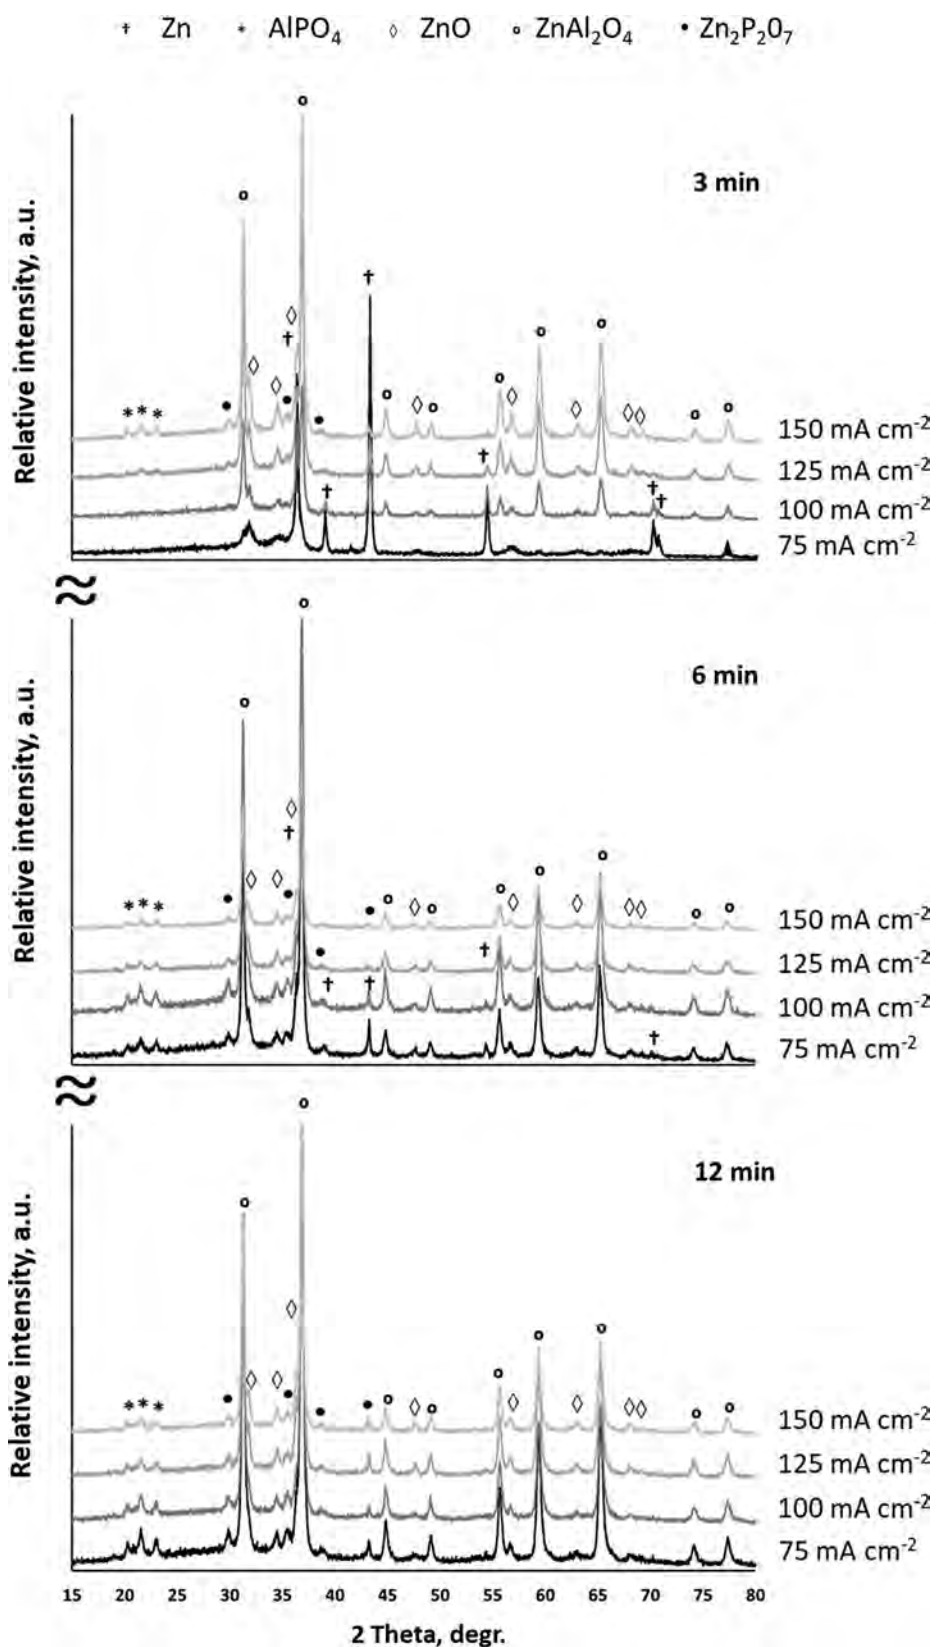 † Zn * AlPO₄ ◊ ZnO o ZnAl₂O₄ • Zn₂P₂0₇
Relative intensity, a.u.
3 min
150 mA cm⁻²
125 mA cm⁻²
100 mA cm⁻²
75 mA cm⁻²
Relative intensity, a.u.
6 min
150 mA cm⁻²
125 mA cm⁻²
100 mA cm⁻²
75 mA cm⁻²
Relative intensity, a.u.
12 min
150 mA cm⁻²
125 mA cm⁻²
100 mA cm⁻²
75 mA cm⁻²
15 20 25 30 35 40 45 50 55 60 65 70 75 80
2 Theta, degr.